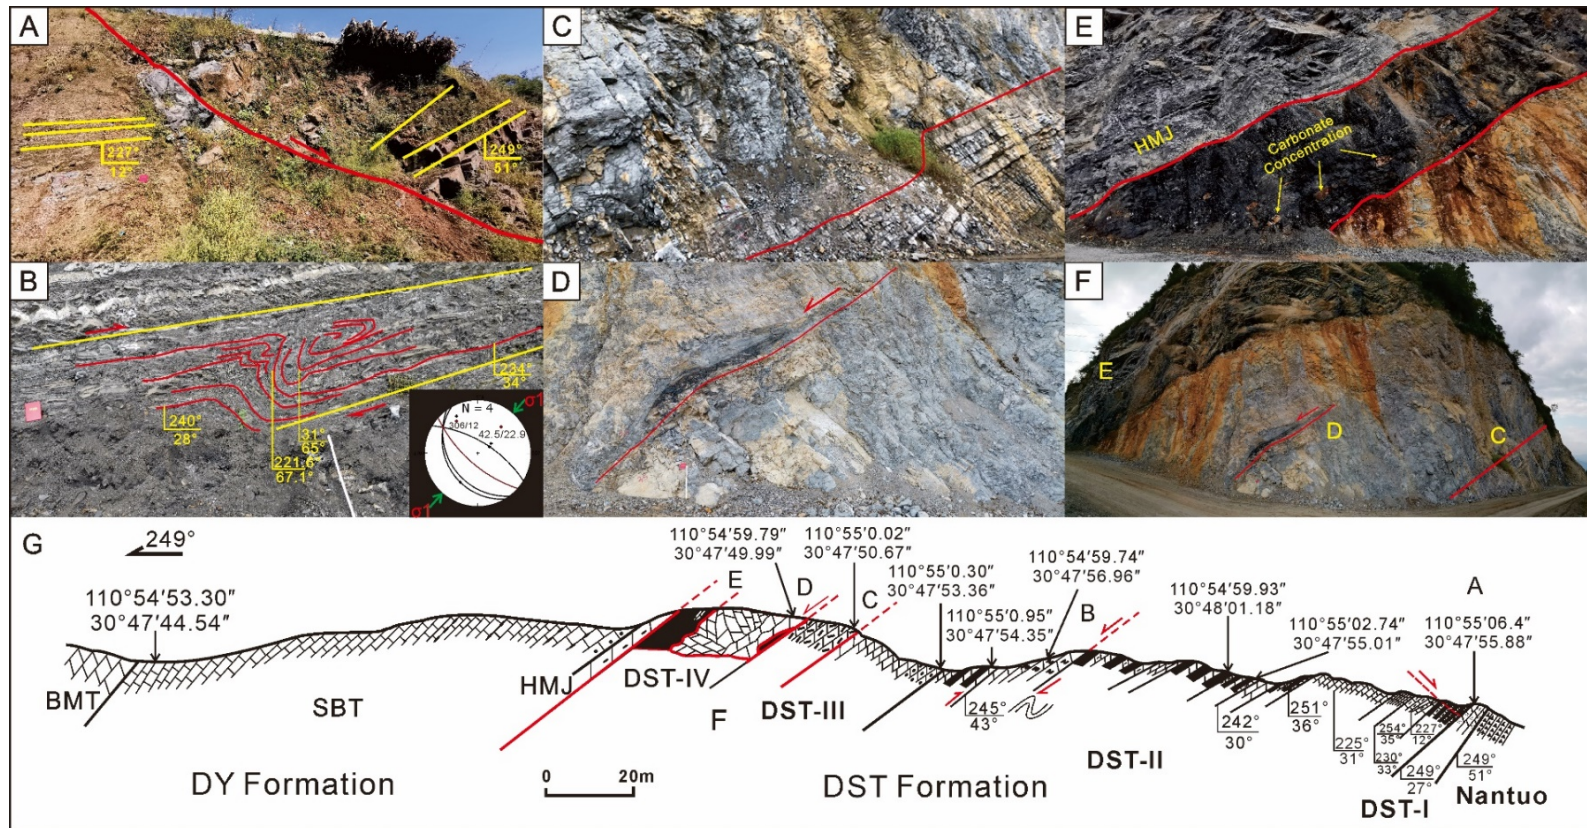 A
227°
12°
249°
51°
B
240°
28°
31°
65°
221.6°
67.1°
234°
34°
N = 4
306/12
42.5/22.9
σ1
σ1
C
D
E
HMJ
Carbonate
Concentration
F
E
D
C
G
249°
110°54′53.30″
30°47′44.54″
110°54′59.79″
30°47′49.99″
110°55′0.02″
30°47′50.67″
110°55′0.30″
30°47′53.36″
110°55′0.95″
30°47′54.35″
110°54′59.74″
30°47′56.96″
110°54′59.93″
30°48′01.18″
110°55′02.74″
30°47′55.01″
A
110°55′06.4″
30°47′55.88″
E
D
C
B
BMT
SBT
HMJ
DST-IV
F
DST-III
245°
43°
DST-II
242°
30°
251°
36°
225°
31°
254°
35°
227°
12°
230°
33°
249°
27°
249°
51°
DST-I
Nantuo
DY Formation
0
20m
DST Formation